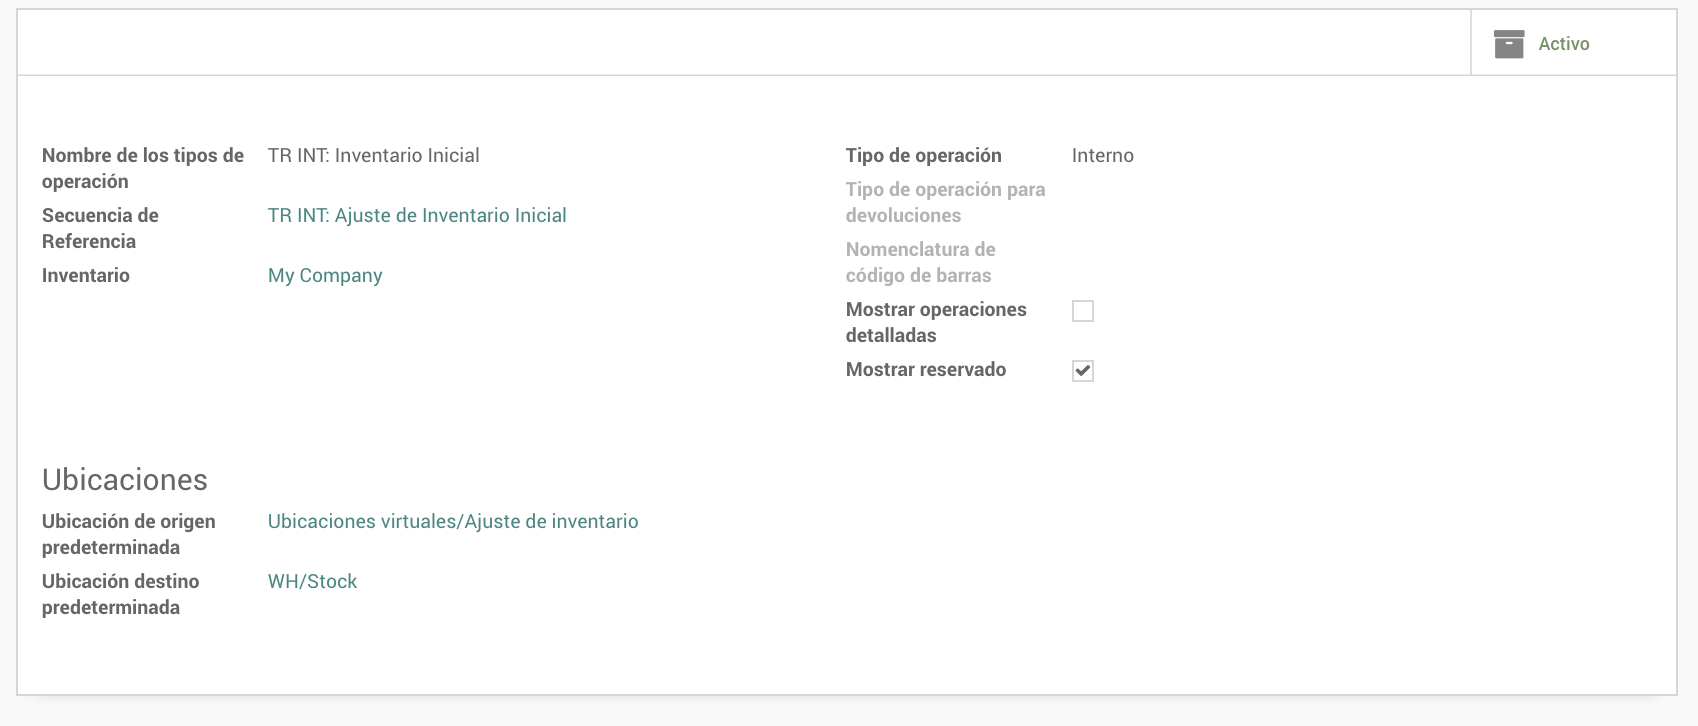 Activo
Nombre de los tipos de operación TR INT: Inventario Inicial
Secuencia de Referencia TR INT: Ajuste de Inventario Inicial
Inventario My Company
Tipo de operación Interno
Tipo de operación para devoluciones
Nomenclatura de código de barras
Mostrar operaciones detalladas
Mostrar reservado
Ubicaciones
Ubicación de origen predeterminada Ubicaciones virtuales/Ajuste de inventario
Ubicación destino predeterminada WH/Stock